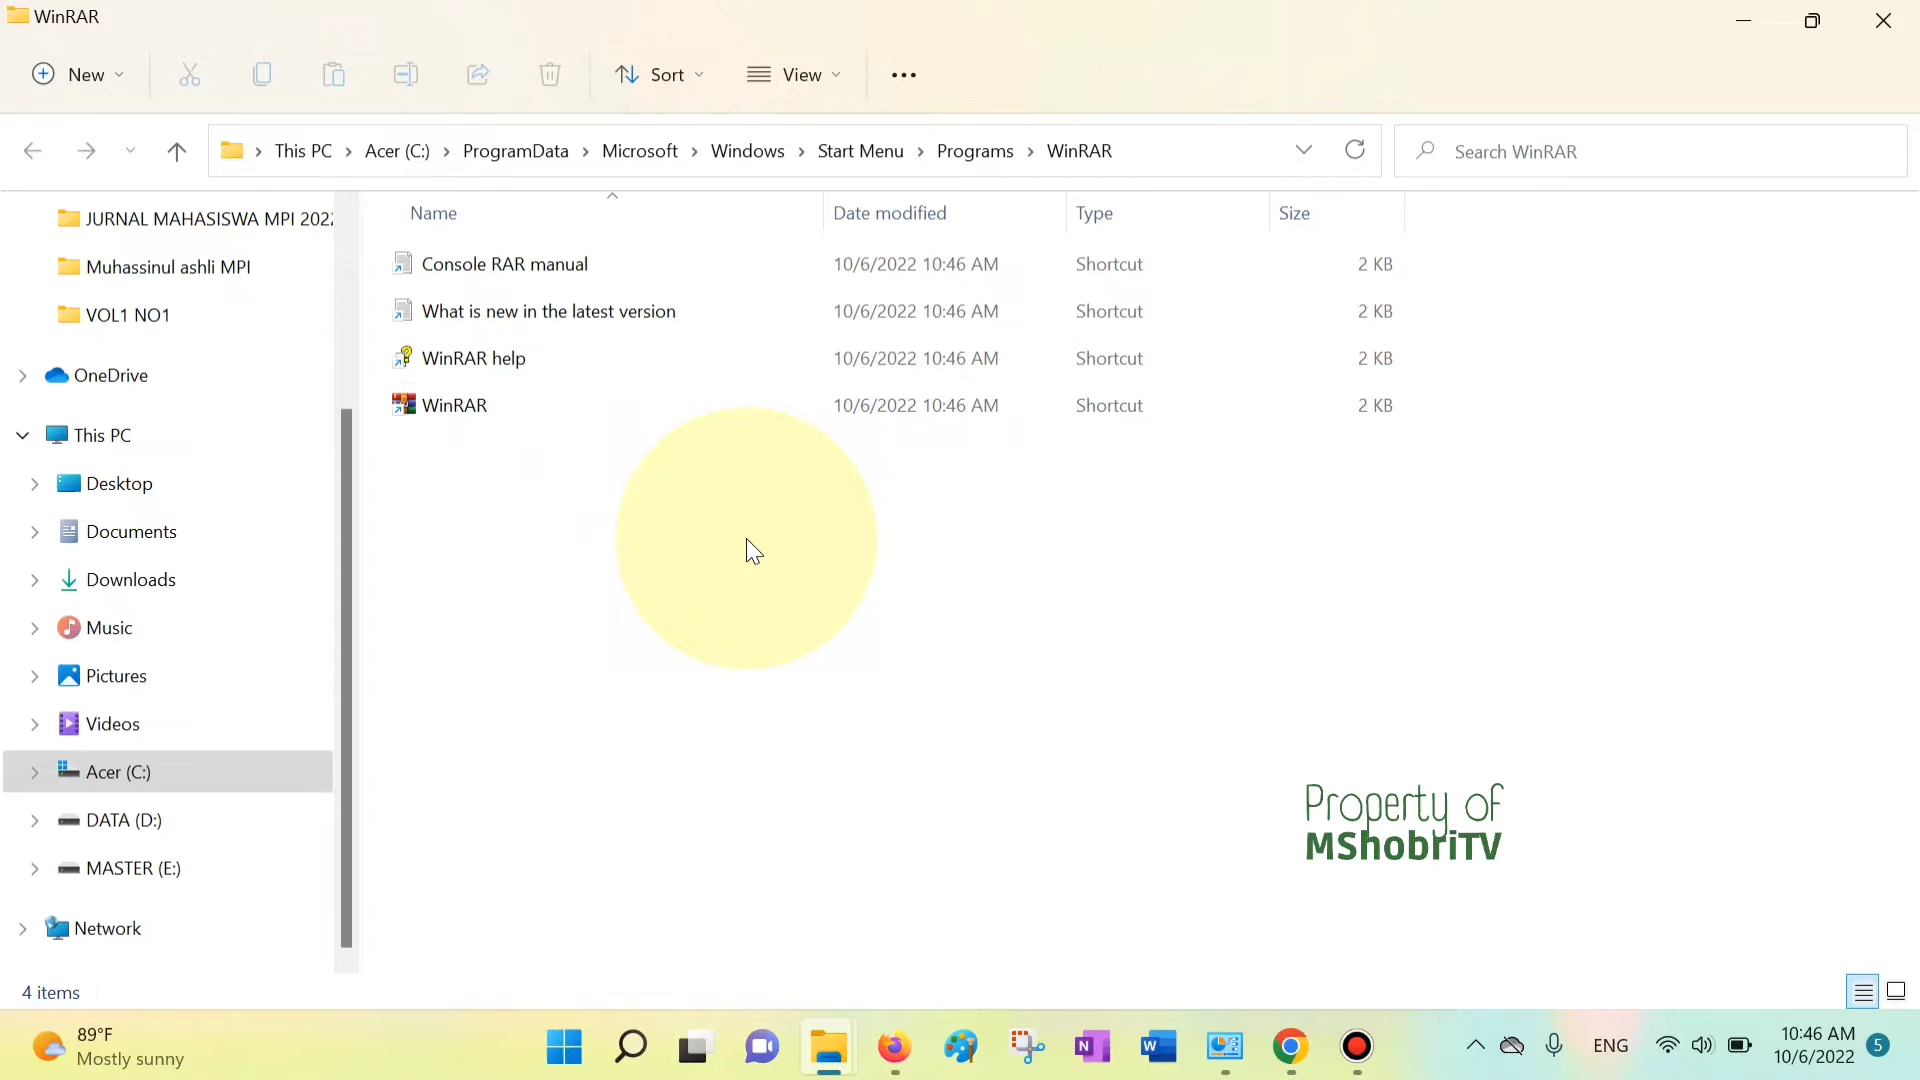 WinRAR
New
Sort
View
This PC
Acer (C:)
ProgramData
Microsoft
Windows
Start Menu
Programs
WinRAR
Search WinRAR
JURNAL MAHASISWA MPI 202
Muhassinul ashli MPI
VOL1 NO1
OneDrive
This PC
Desktop
Documents
Downloads
Music
Pictures
Videos
Acer (C:)
DATA (D:)
MASTER (E:)
Network
Name Date modified Type Size
Console RAR manual 10/6/2022 10:46 AM Shortcut 2 KB
What is new in the latest version 10/6/2022 10:46 AM Shortcut 2 KB
WinRAR help 10/6/2022 10:46 AM Shortcut 2 KB
WinRAR 10/6/2022 10:46 AM Shortcut 2 KB
Property of
MShobriTV
4 items
89°F
Mostly sunny
N
W
ENG
10:46 AM
10/6/2022
5